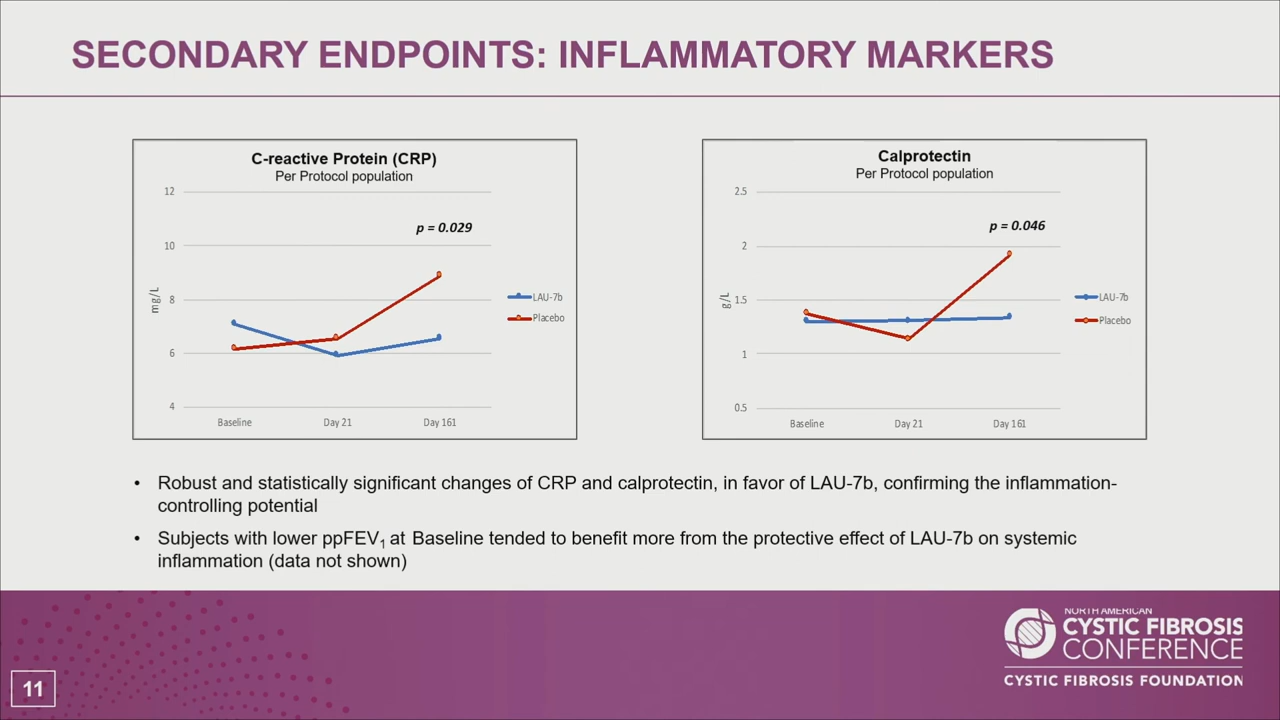 SECONDARY ENDPOINTS: INFLAMMATORY MARKERS
C-reactive Protein (CRP)
Per Protocol population
12
10
8
6
4
mg/L
p = 0.029
LAU-7b
Placebo
Baseline
Day 21
Day 161
Calprotectin
Per Protocol population
2.5
2
1.5
1
0.5
g/L
p = 0.046
LAU-7b
Placebo
Baseline
Day 21
Day 161
• Robust and statistically significant changes of CRP and calprotectin, in favor of LAU-7b, confirming the inflammation-
controlling potential
• Subjects with lower ppFEV1 at Baseline tended to benefit more from the protective effect of LAU-7b on systemic
inflammation (data not shown)
NORTH AMERICAN
CYSTIC FIBROSIS
CONFERENCE
CYSTIC FIBROSIS FOUNDATION
11